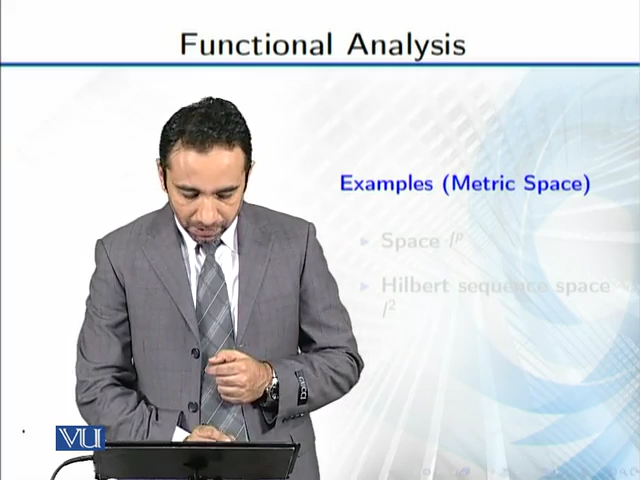 Functional Analysis
Examples (Metric Space)
Space l^p
Hilbert sequence space
l^2
VU